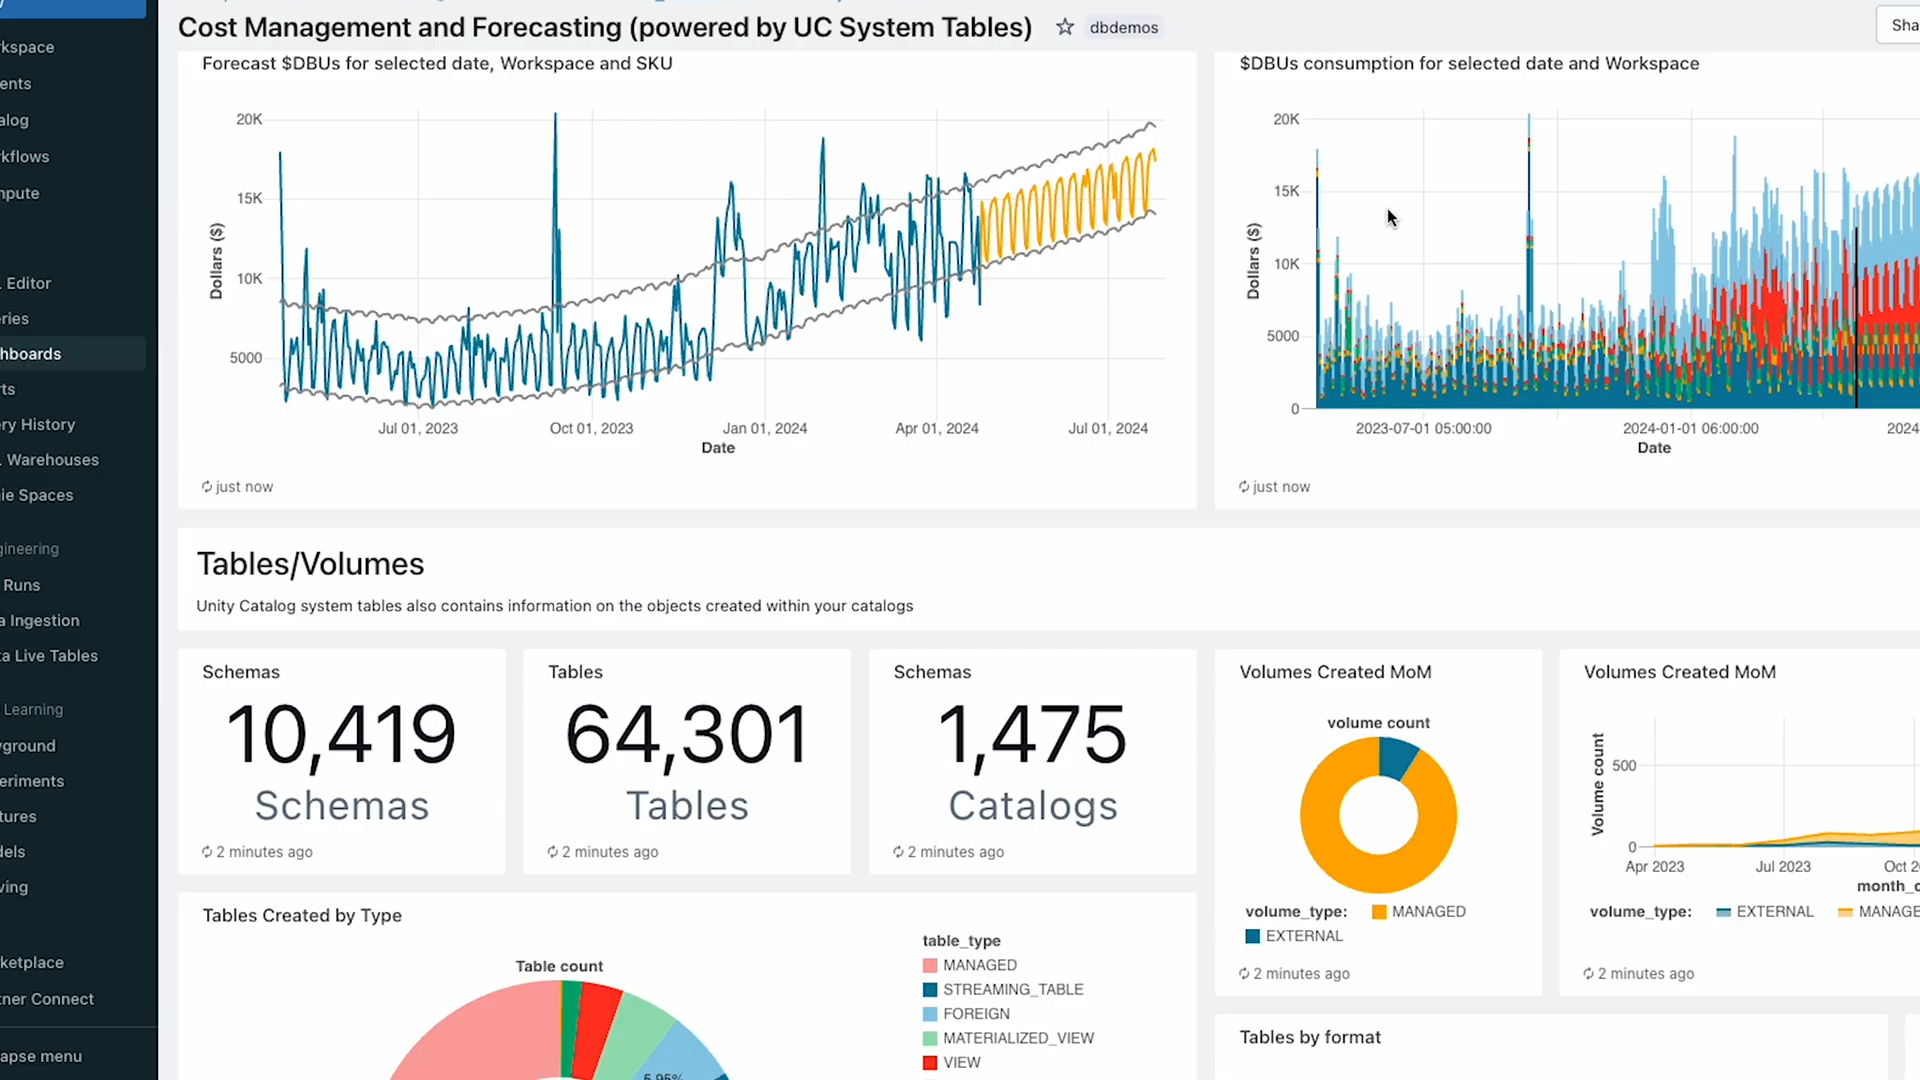 Cost Management and Forecasting (powered by UC System Tables)
dbdemos
Sha
kspace
ents
alog
kflows
npute
Editor
ries
hboards
rts
ry History
Warehouses
ie Spaces
gineering
Runs
a Ingestion
ta Live Tables
Learning
yground
eriments
tures
dels
ving
ketplace
tner Connect
apse menu
Forecast $DBUs for selected date, Workspace and SKU
20K
15K
10K
5000
Dollars ($)
Jul 01, 2023
Oct 01, 2023
Jan 01, 2024
Apr 01, 2024
Jul 01, 2024
Date
just now
$DBUs consumption for selected date and Workspace
20K
15K
10K
5000
0
Dollars ($)
2023-07-01 05:00:00
2024-01-01 06:00:00
2024
Date
just now
Tables/Volumes
Unity Catalog system tables also contains information on the objects created within your catalogs
Schemas
10,419
Schemas
2 minutes ago
Tables
64,301
Tables
2 minutes ago
Schemas
1,475
Catalogs
2 minutes ago
Volumes Created MoM
volume count
volume_type:
MANAGED
EXTERNAL
2 minutes ago
Volumes Created MoM
Volume count
500
0
Apr 2023
Jul 2023
Oct 2
month_c
volume_type:
EXTERNAL
MANAGE
2 minutes ago
Tables Created by Type
Table count
5.95%
table_type
MANAGED
STREAMING_TABLE
FOREIGN
MATERIALIZED_VIEW
VIEW
Tables by format